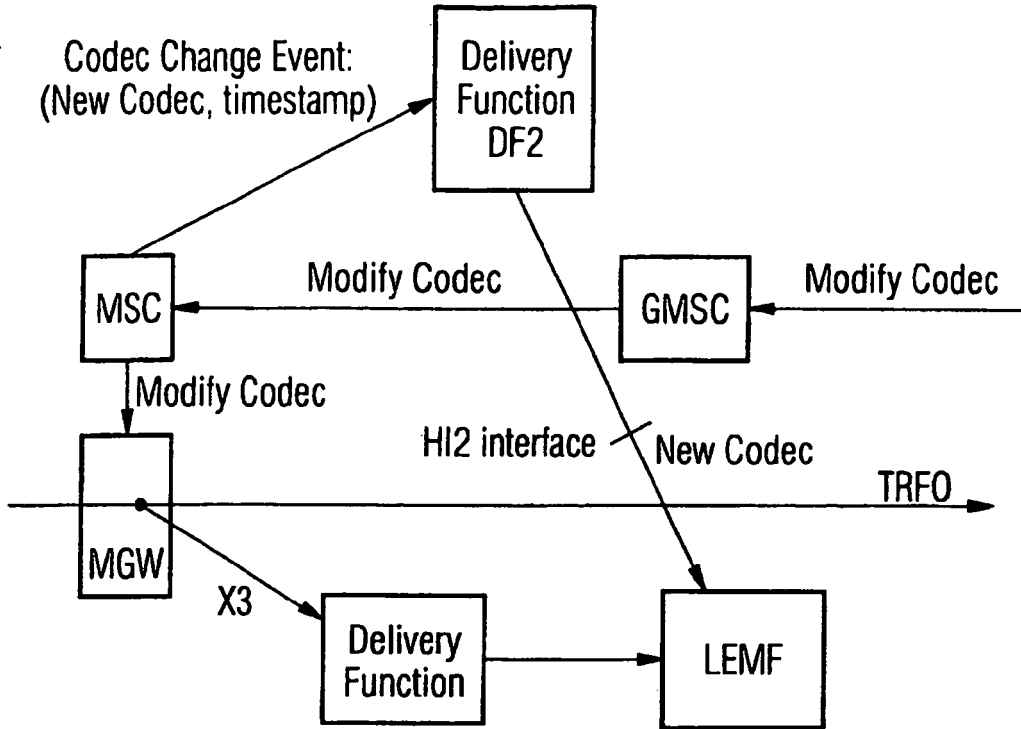 Codec Change Event:
(New Codec, timestamp)
Delivery
Function
DF2
MSC
Modify Codec
GMSC
Modify Codec
Modify Codec
HI2 interface
New Codec
TRFO
MGW
X3
Delivery
Function
LEMF